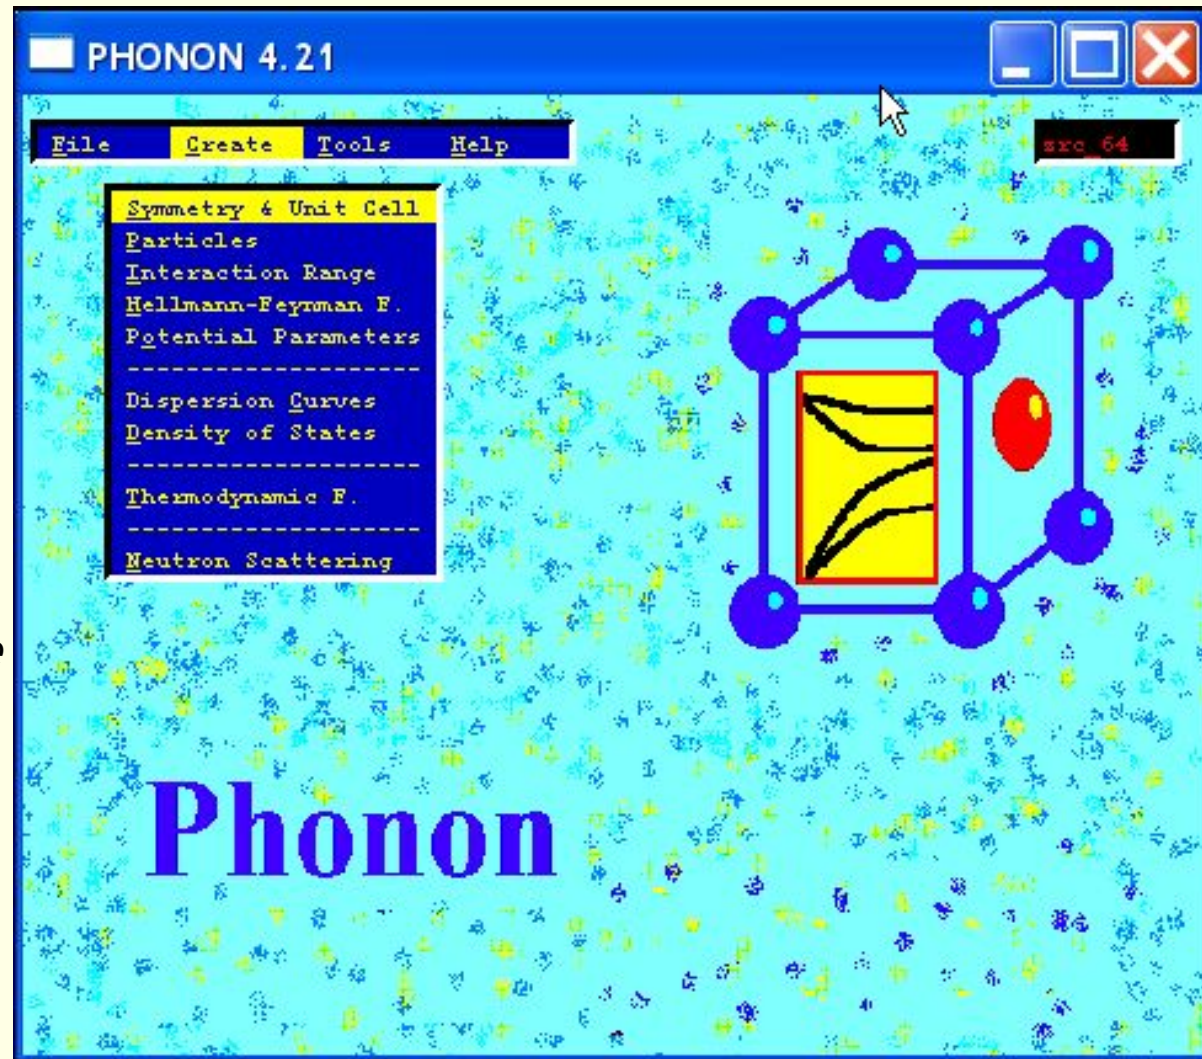 PHONON 4.21
File Create Tools Help
zrc_64
Symmetry & Unit Cell
Particles
Interaction Range
Hellmann-Feynman F.
Potential Parameters
--------------------
Dispersion Curves
Density of States
--------------------
Thermodynamic F.
--------------------
Neutron Scattering
Phonon